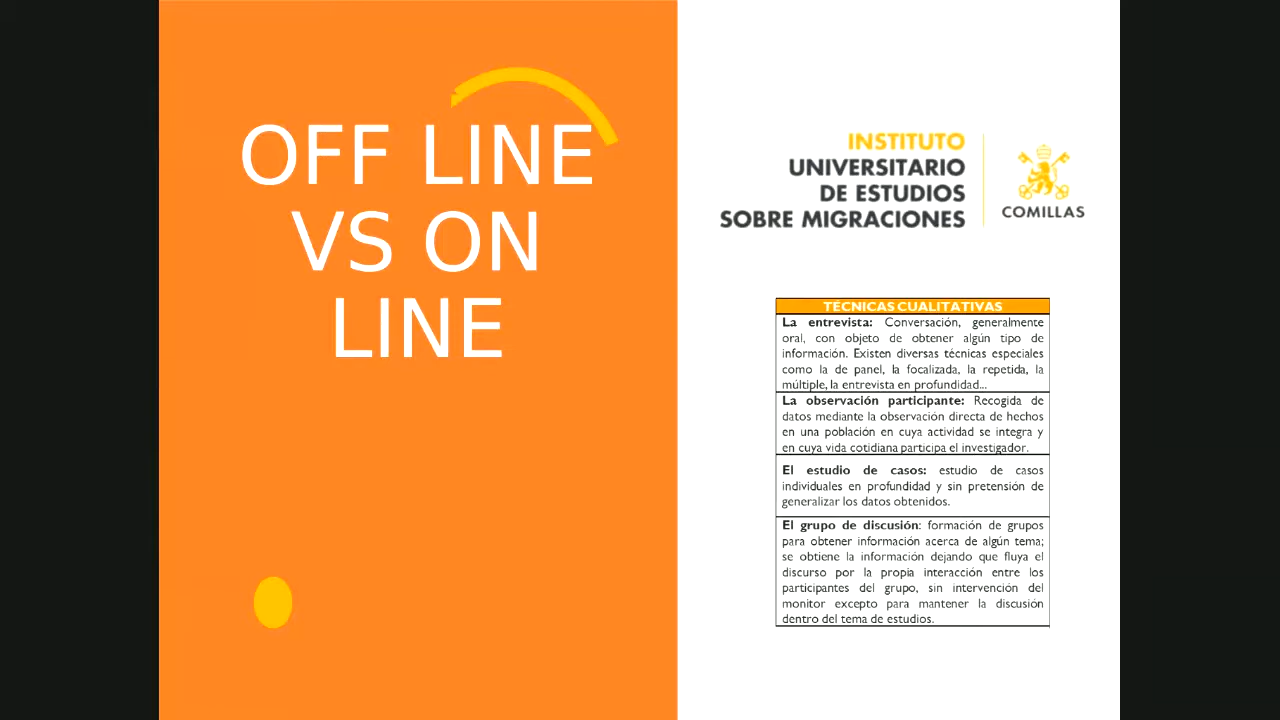 OFF LINE
VS ON
LINE
INSTITUTO
UNIVERSITARIO
DE ESTUDIOS
SOBRE MIGRACIONES
COMILLAS
TÉCNICAS CUALITATIVAS
La entrevista: Conversación, generalmente
oral, con objeto de obtener algún tipo de
información. Existen diversas técnicas especiales
como la de panel, la focalizada, la repetida, la
múltiple, la entrevista en profundidad...
La observación participante: Recogida de
datos mediante la observación directa de hechos
en una población en cuya actividad se integra y
en cuya vida cotidiana participa el investigador.
El estudio de casos: estudio de casos
individuales en profundidad y sin pretensión de
generalizar los datos obtenidos.
El grupo de discusión: formación de grupos
para obtener información acerca de algún tema;
se obtiene la información dejando que fluya el
discurso por la propia interacción entre los
participantes del grupo, sin intervención del
monitor excepto para mantener la discusión
dentro del tema de estudios.